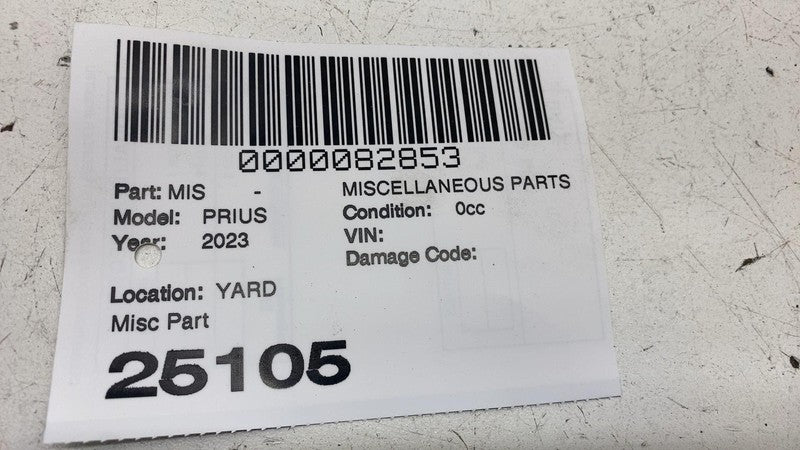 0000082853
Part: MIS - MISCELLANEOUS PARTS
Model: PRIUS Condition: 0cc
Year: 2023 VIN:
Damage Code:
Location: YARD
Misc Part
25105